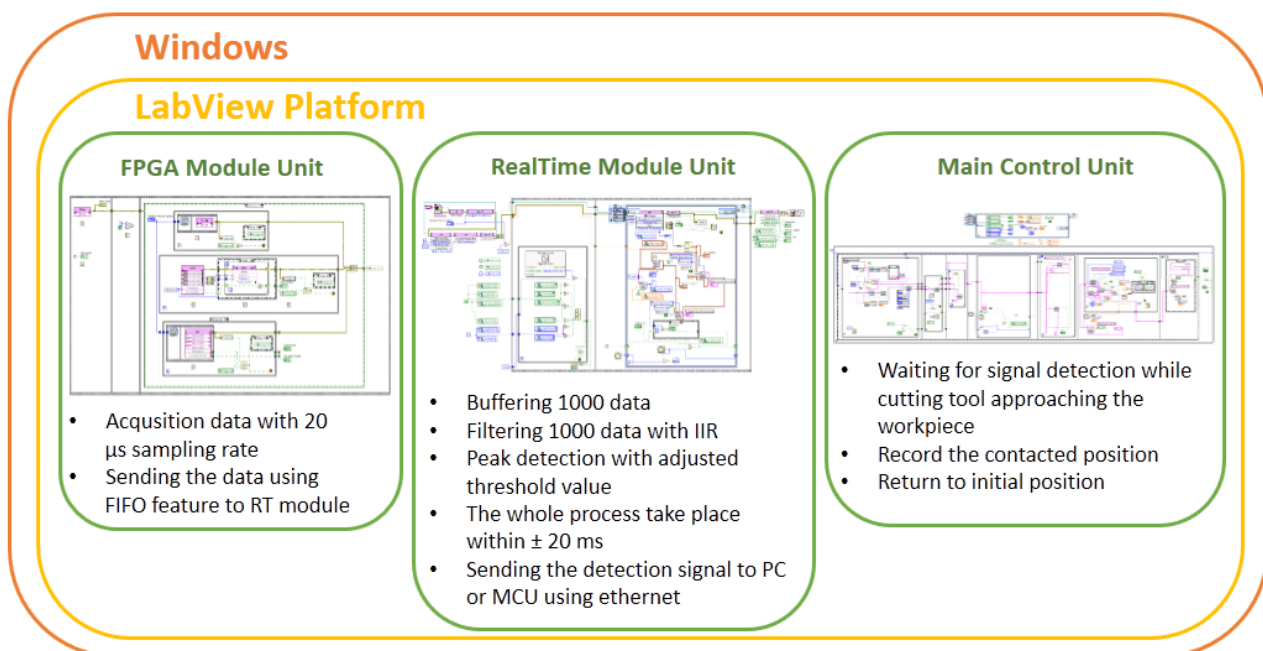 Windows
LabView Platform
FPGA Module Unit
• Acqusition data with 20
µs sampling rate
• Sending the data using
FIFO feature to RT module
RealTime Module Unit
• Buffering 1000 data
• Filtering 1000 data with IIR
• Peak detection with adjusted
threshold value
• The whole process take place
within ± 20 ms
• Sending the detection signal to PC
or MCU using ethernet
Main Control Unit
• Waiting for signal detection while
cutting tool approaching the
workpiece
• Record the contacted position
• Return to initial position